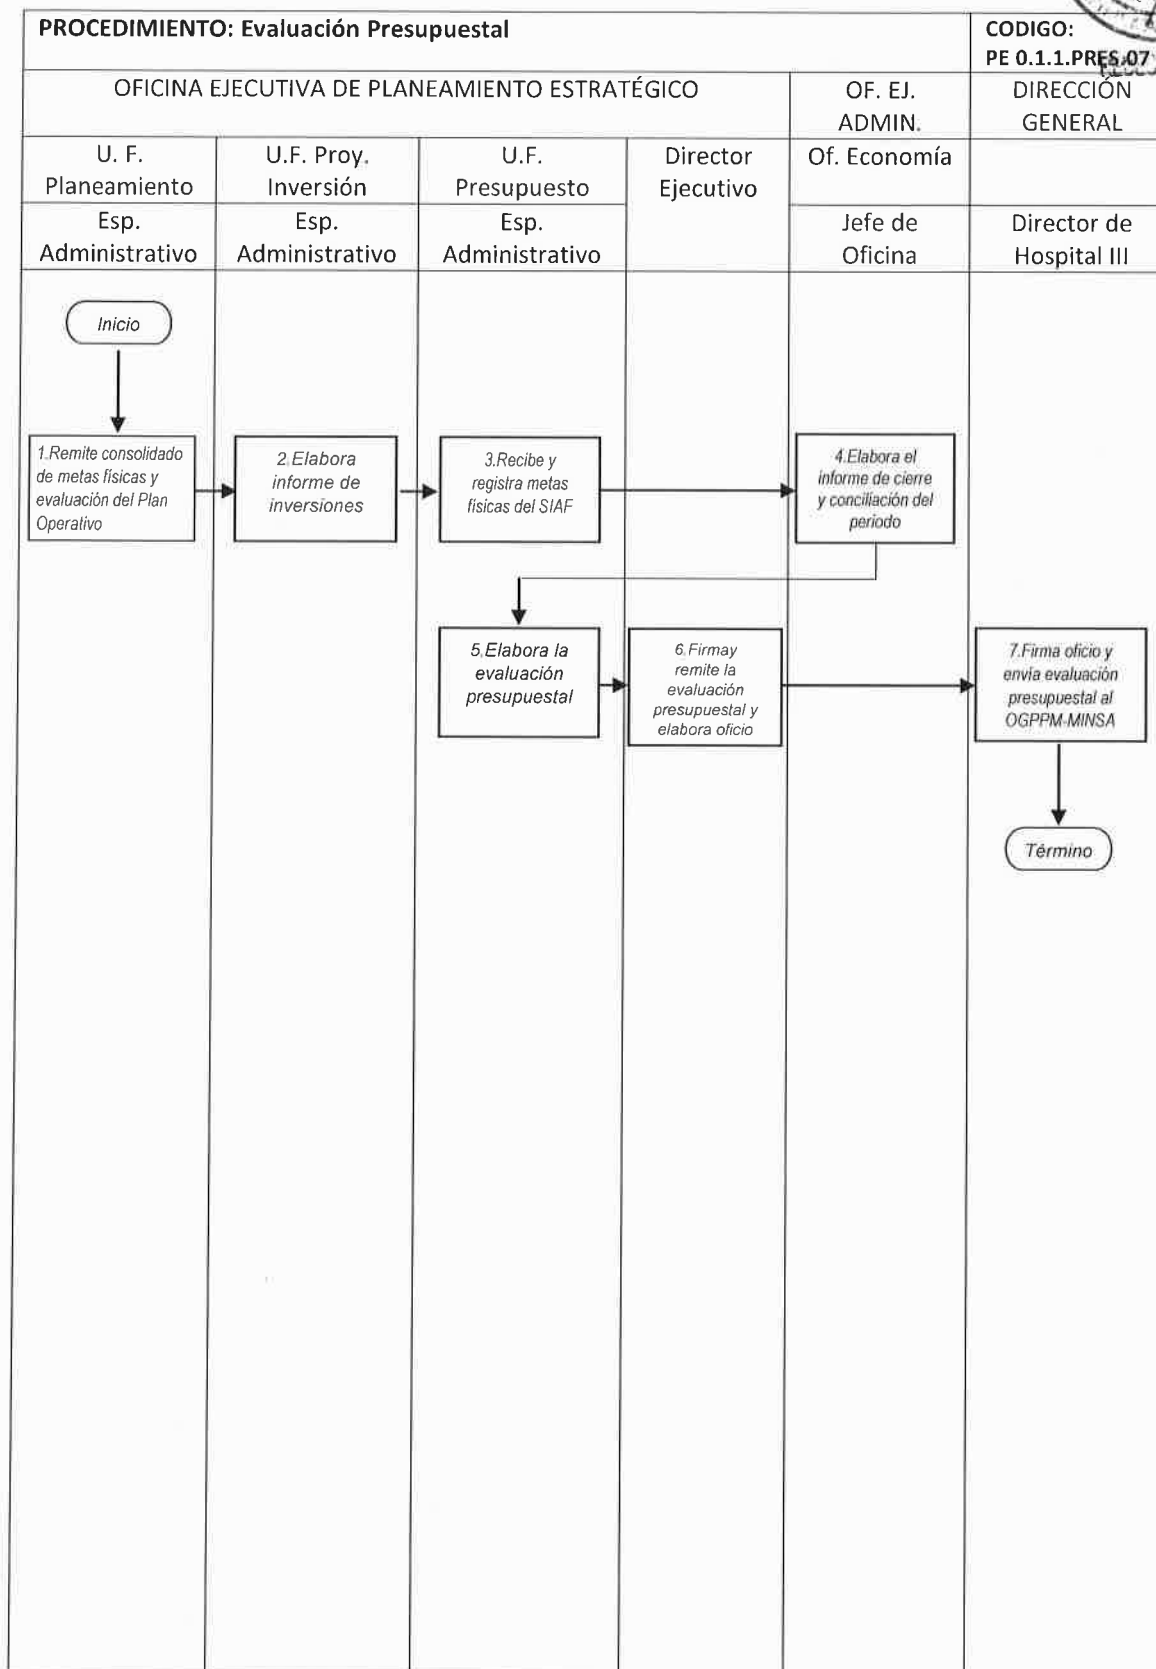 PROCEDIMIENTO: Evaluación Presupuestal
CODIGO:
PE 0.1.1.PRES.07
OFICINA EJECUTIVA DE PLANEAMIENTO ESTRATÉGICO
OF. EJ.
ADMIN.
DIRECCIÓN
GENERAL
U. F.
Planeamiento
U.F. Proy.
Inversión
U.F.
Presupuesto
Director
Ejecutivo
Of. Economía
Esp.
Administrativo
Esp.
Administrativo
Esp.
Administrativo
Jefe de
Oficina
Director de
Hospital III
Inicio
1.Remite consolidado
de metas físicas y
evaluación del Plan
Operativo
2.Elabora
informe de
inversiones
3.Recibe y
registra metas
físicas del SIAF
4.Elabora el
informe de cierre
y conciliación del
periodo
5.Elabora la
evaluación
presupuestal
6.Firmay
remite la
evaluación
presupuestal y
elabora oficio
7.Firma oficio y
envía evaluación
presupuestal al
OGPPM-MINSA
Término